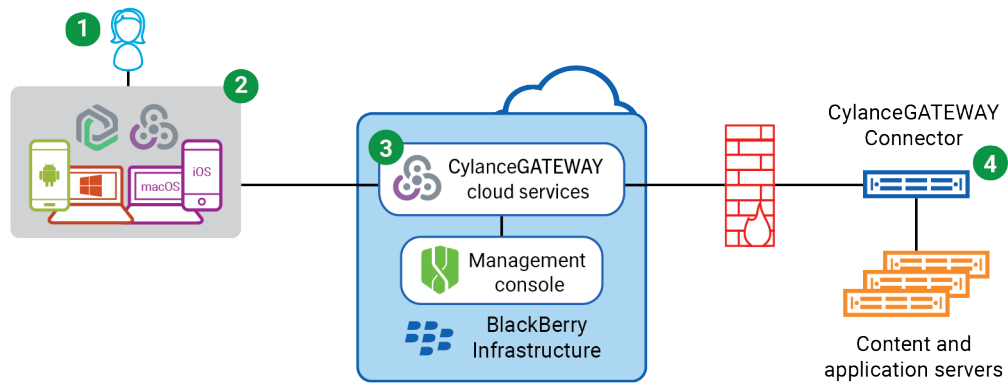 1
2
macOS
iOS
3
CylanceGATEWAY
cloud services
Management
console
BlackBerry
Infrastructure
CylanceGATEWAY
Connector
4
Content and
application servers